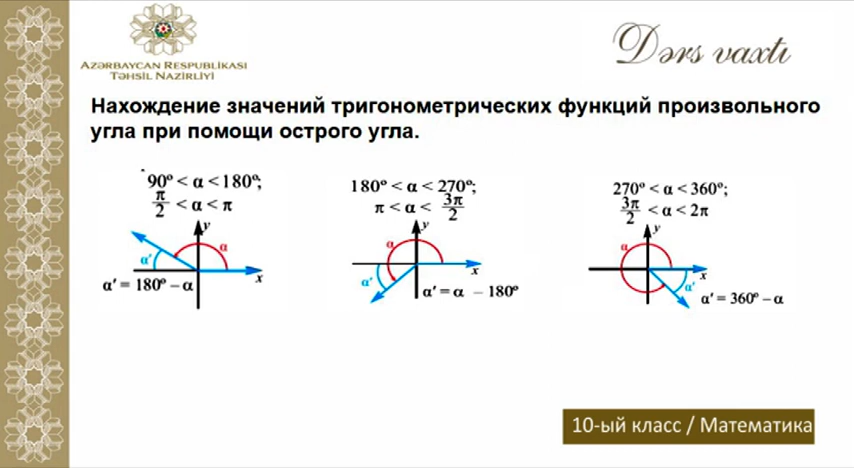 AZƏRBAYCAN RESPUBLİKASI
TƏHSİL NAZİRLİYİ
Dərs vaxtı
Нахождение значений тригонометрических функций произвольного
угла при помощи острого угла.
90º < α < 180º;
π/2 < α < π
y
α
α′
x
α′ = 180º – α
180º < α < 270º;
π < α < 3π/2
y
α
x
α′
α′ = α – 180º
270º < α < 360º;
3π/2 < α < 2π
y
α
x
α′
α′ = 360º – α
10-ый класс / Математика